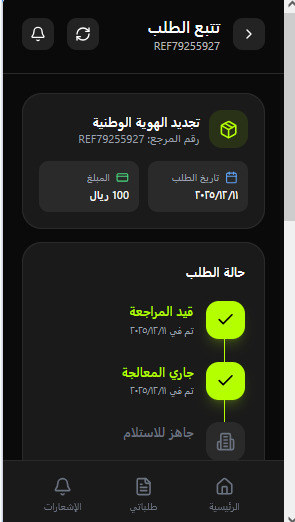 تتبع الطلب
REF79255927
تجديد الهوية الوطنية
رقم المرجع: REF79255927
تاريخ الطلب
٢٠٢٥/١٢/١١
المبلغ
100 ريال
حالة الطلب
قيد المراجعة
تم في ٢٠٢٥/١٢/١١
جاري المعالجة
تم في ٢٠٢٥/١٢/١١
جاهز للاستلام
الرئيسية
طلباتي
الإشعارات